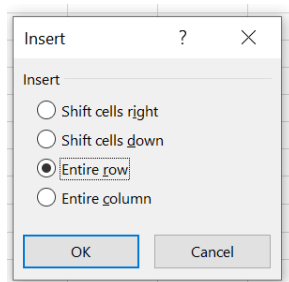 Insert ?
Insert
Shift cells right
Shift cells down
Entire row
Entire column
OK Cancel